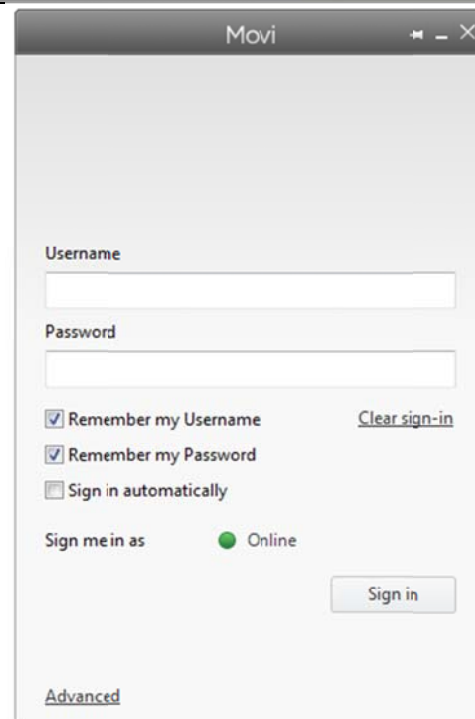 Movi
Username
Password
Remember my Username Clear sign-in
Remember my Password
Sign in automatically
Sign me in as Online
Sign in
Advanced